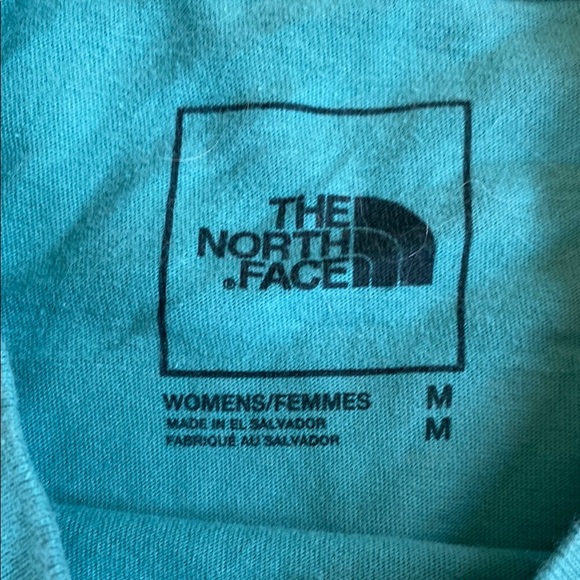 THE
NORTH
®FACE
WOMENS/FEMMES M
MADE IN EL SALVADOR M
FABRIQUÉ AU SALVADOR